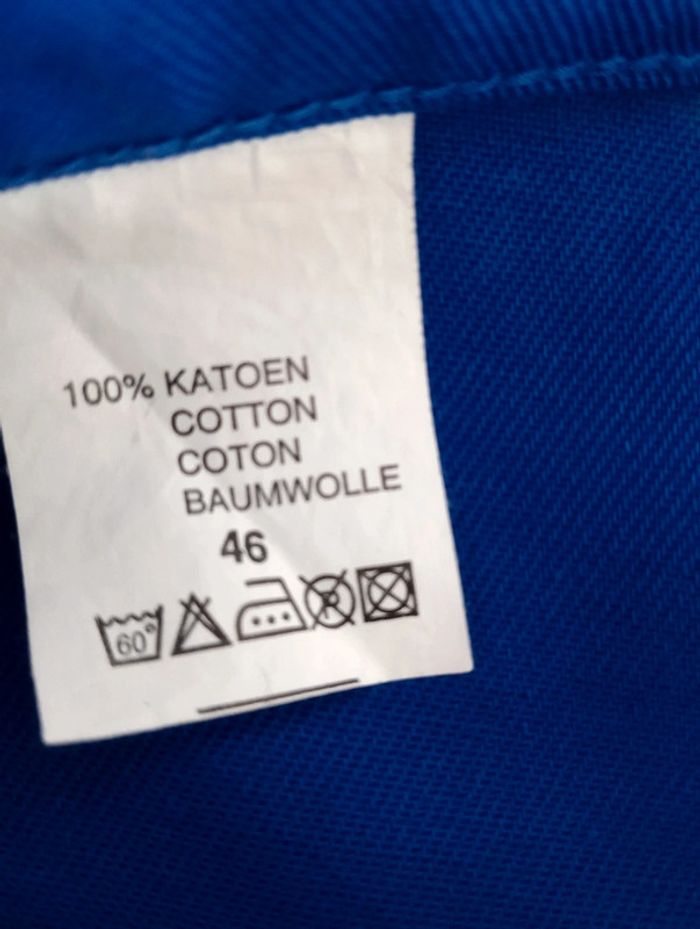 100% KATOEN
COTTON
COTON
BAUMWOLLE
46
60° P